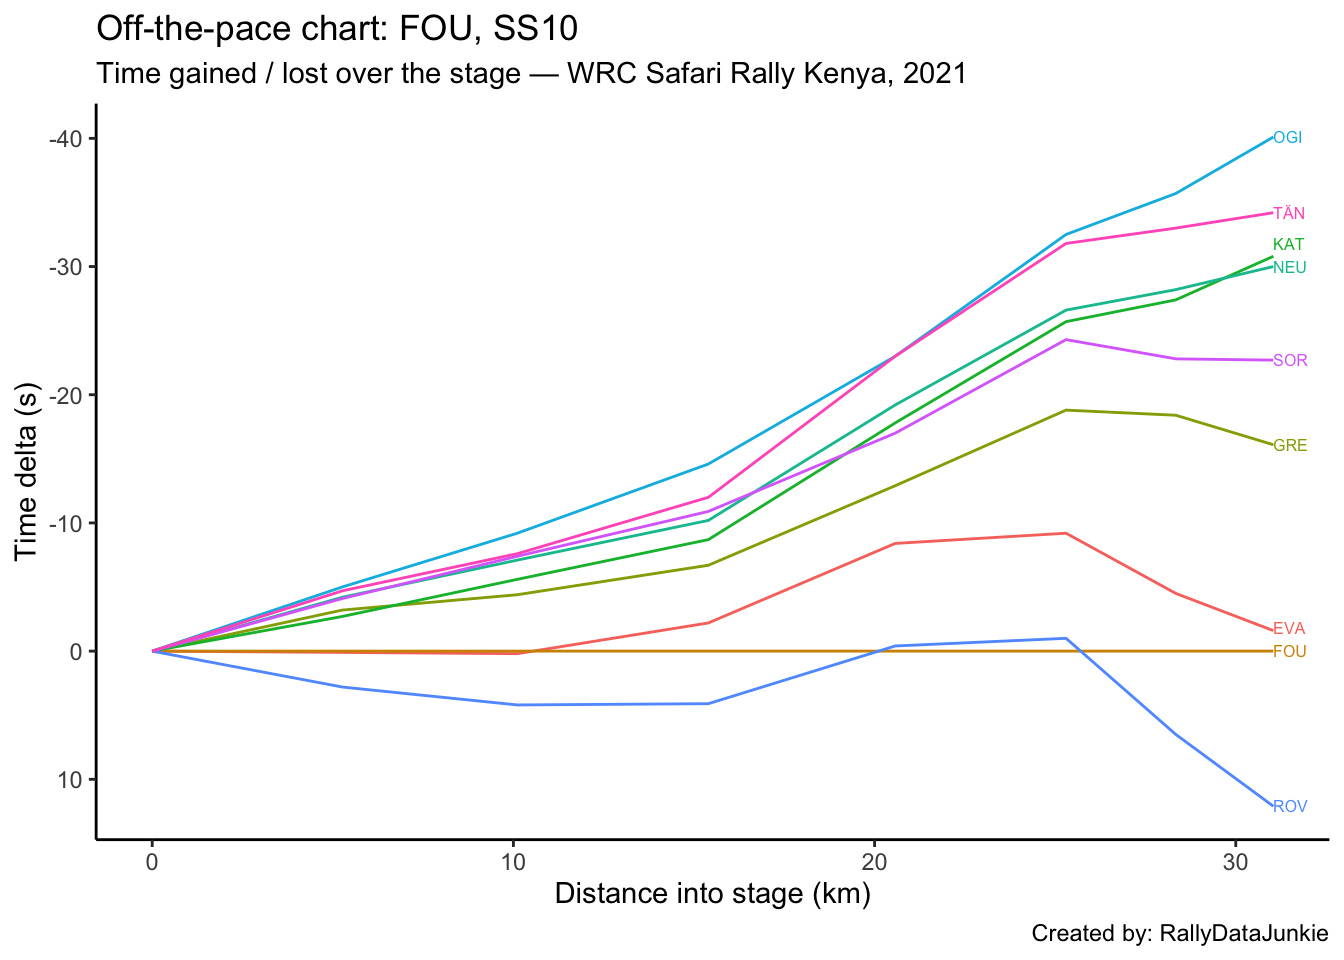 Off-the-pace chart: FOU, SS10
Time gained / lost over the stage — WRC Safari Rally Kenya, 2021
Time delta (s)
-40
-30
-20
-10
0
10
OGI
TÄN
KAT
NEU
SOR
GRE
EVA
FOU
ROV
0 10 20 30
Distance into stage (km)
Created by: RallyDataJunkie